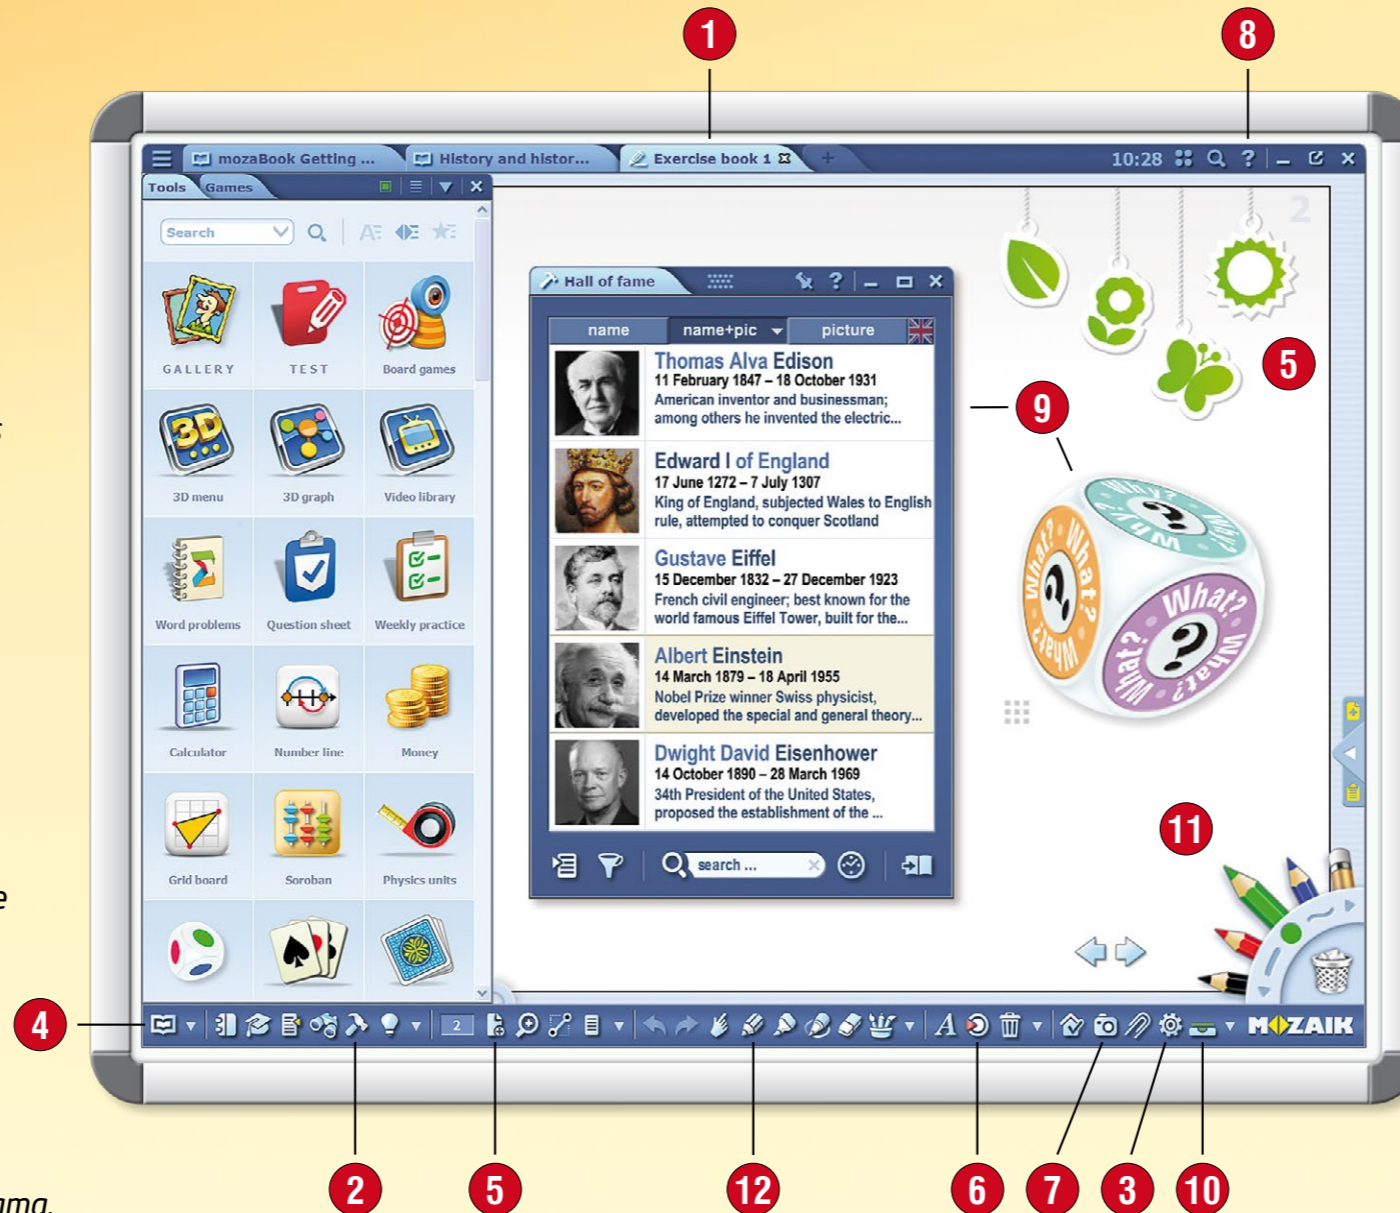 1
8
mozaBook Getting ...
History and histor...
Exercise book 1
+
10:28
?
Tools
Games
Search
A
GALLERY
TEST
Board games
3D
3D menu
3D graph
Video library
Word problems
Question sheet
Weekly practice
Calculator
Number line
Money
Grid board
Soroban
Physics units
2
5
Hall of fame
?
name
name+pic
picture
Thomas Alva Edison
11 February 1847 – 18 October 1931
American inventor and businessman;
among others he invented the electric...
Edward I of England
17 June 1272 – 7 July 1307
King of England, subjected Wales to English
rule, attempted to conquer Scotland
Gustave Eiffel
15 December 1832 – 27 December 1923
French civil engineer; best known for the
world famous Eiffel Tower, built for the...
Albert Einstein
14 March 1879 – 18 April 1955
Nobel Prize winner Swiss physicist,
developed the special and general theory...
Dwight David Eisenhower
14 October 1890 – 28 March 1969
34th President of the United States,
proposed the establishment of the ...
search ...
9
Why? Why? Why?
?
What? What? What?
?
What? What? What?
?
11
4
2
A
MOZAIK
2
5
12
6
7
3
10